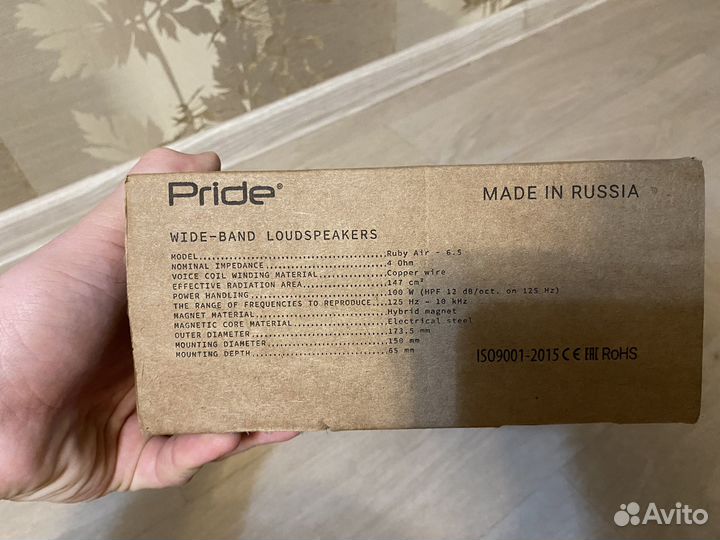 Pride®
MADE IN RUSSIA
WIDE-BAND LOUDSPEAKERS
MODEL........................................Ruby Air - 6.5
NOMINAL IMPEDANCE............................4 Ohm
VOICE COIL WINDING MATERIAL..................Copper wire
EFFECTIVE RADIATION AREA.....................147 cm²
POWER HANDLING...............................100 W (HPF 12 dB/oct. on 125 Hz)
THE RANGE OF FREQUENCIES TO REPRODUCE........125 Hz - 10 kHz
MAGNET MATERIAL..............................Hybrid magnet
MAGNETIC CORE MATERIAL.......................Electrical steel
OUTER DIAMETER...............................173.5 mm
MOUNTING DIAMETER............................150 mm
MOUNTING DEPTH...............................65 mm
ISO9001-2015 CE EAC RoHS
Avito